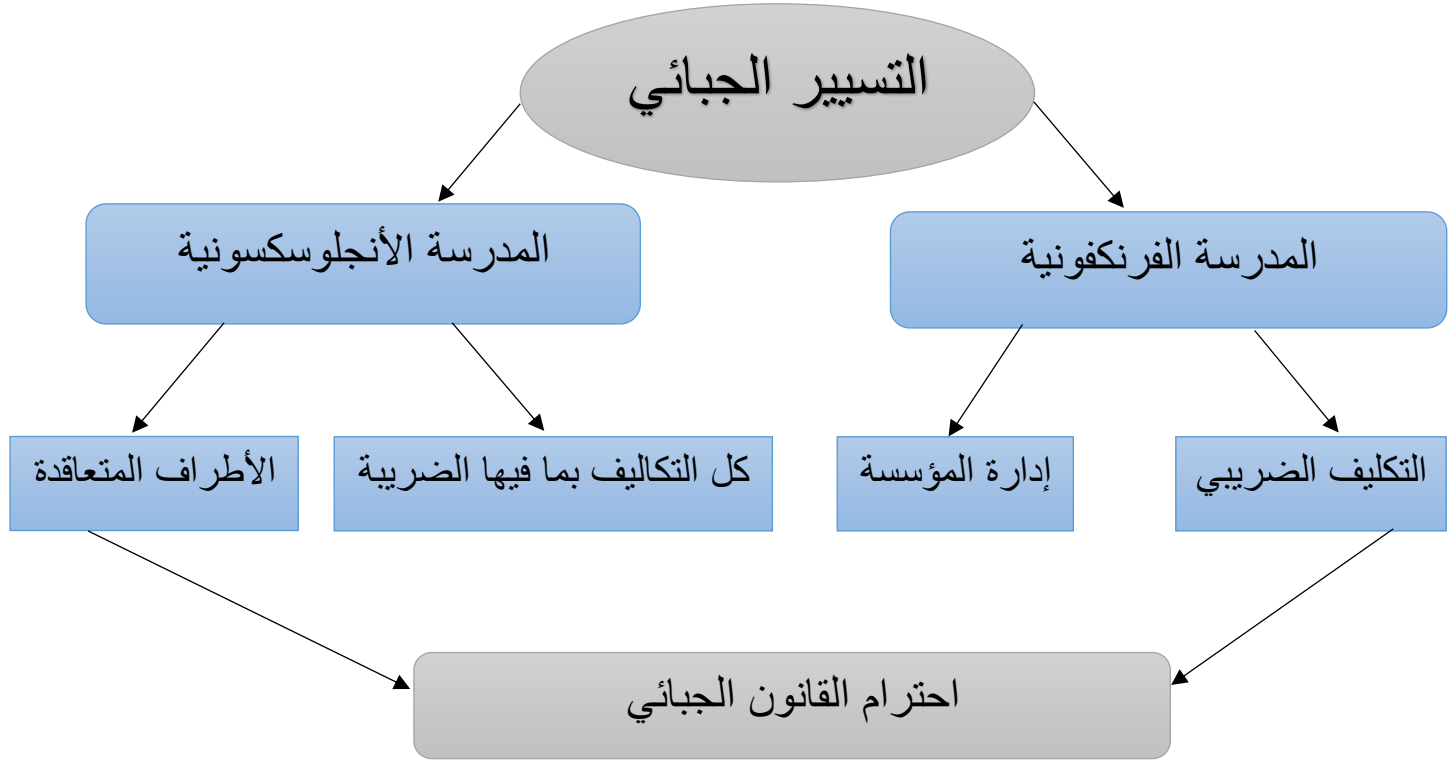 التسيير الجبائي
المدرسة الفرنكفونية
المدرسة الأنجلوسكسونية
التكليف الضريبي
إدارة المؤسسة
كل التكاليف بما فيها الضريبة
الأطراف المتعاقدة
احترام القانون الجبائي